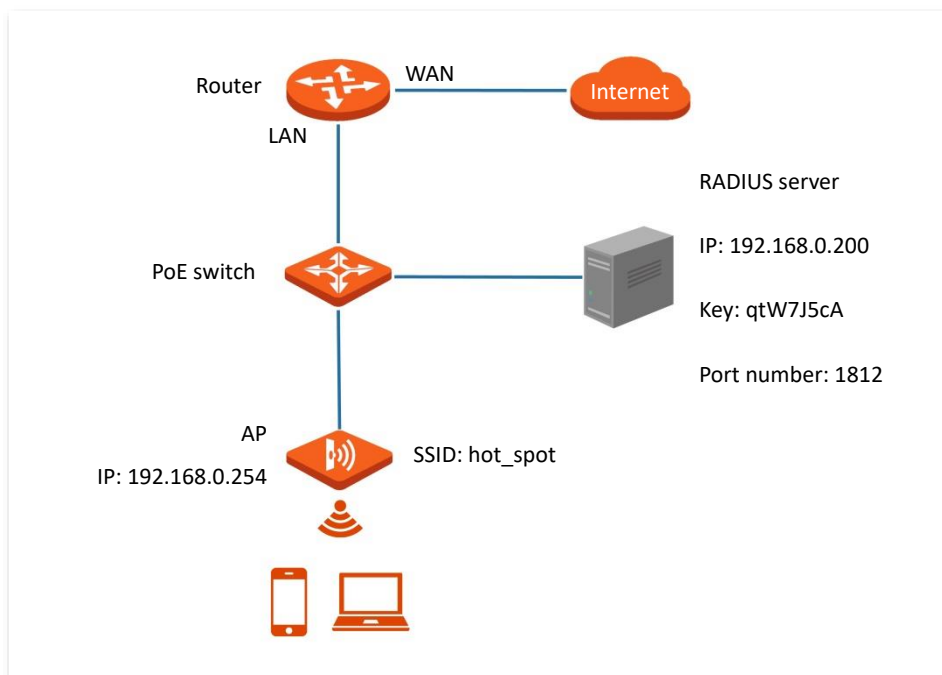 Router
WAN
Internet
LAN
RADIUS server
IP: 192.168.0.200
PoE switch
Key: qtW7J5cA
Port number: 1812
AP
IP: 192.168.0.254
SSID: hot_spot